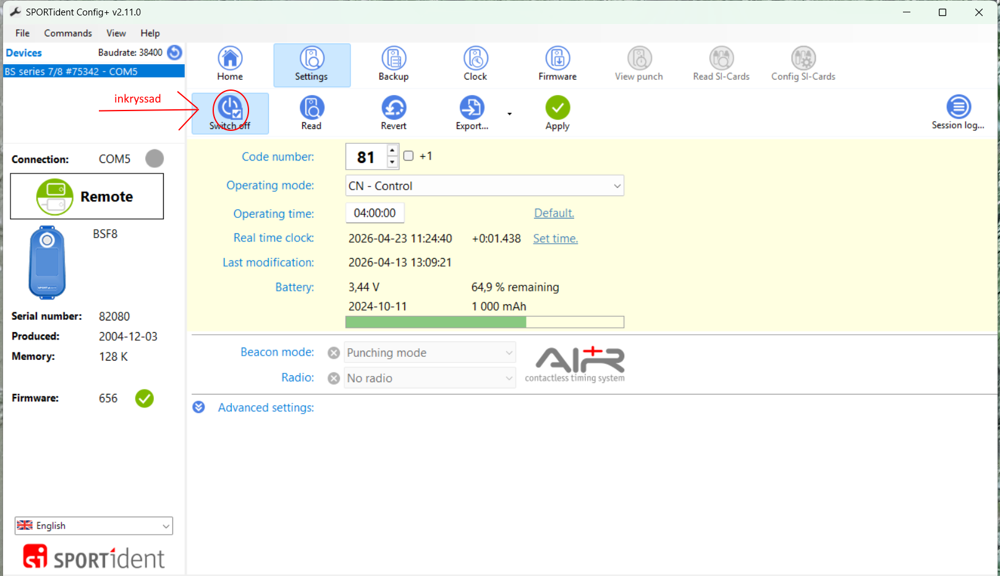 SPORTident Config+ v2.11.0
File Commands View Help
Devices Baudrate: 38400
BS series 7/8 #75342 - COM5
Home Settings Backup Clock Firmware View punch Read SI-Cards Config SI-Cards
inkryssad
Switch off Read Revert Export... Apply Session log...
Connection: COM5
Remote
BSF8
SPORTident
Serial number: 82080
Produced: 2004-12-03
Memory: 128 K
Firmware: 656
English
SPORTident
Code number: 81 +1
Operating mode: CN - Control
Operating time: 04:00:00 Default.
Real time clock: 2026-04-23 11:24:40 +0:01.438 Set time.
Last modification: 2026-04-13 13:09:21
Battery: 3,44 V 64,9 % remaining
2024-10-11 1 000 mAh
Beacon mode: Punching mode
Radio: No radio
AIR+
contactless timing system
Advanced settings: